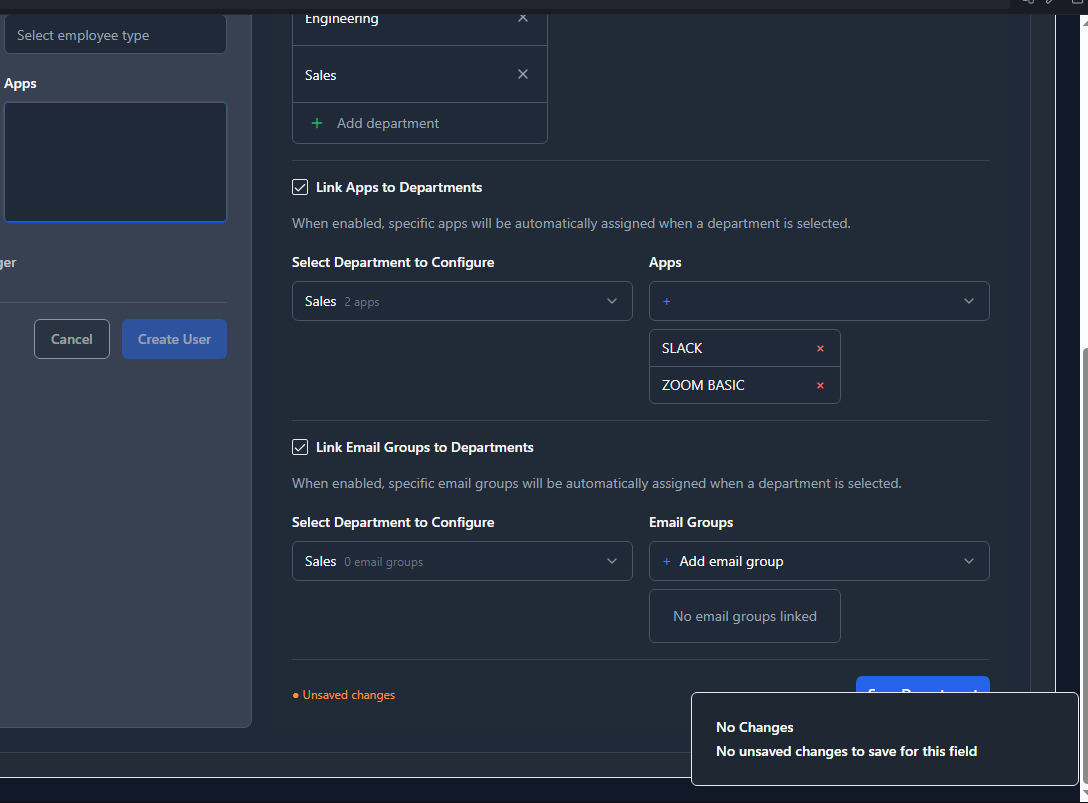 Select employee type
Apps
ger
Cancel
Create User
Engineering
Sales
+ Add department
Link Apps to Departments
When enabled, specific apps will be automatically assigned when a department is selected.
Select Department to Configure
Apps
Sales 2 apps
+
SLACK ×
ZOOM BASIC ×
Link Email Groups to Departments
When enabled, specific email groups will be automatically assigned when a department is selected.
Select Department to Configure
Email Groups
Sales 0 email groups
+ Add email group
No email groups linked
● Unsaved changes
No Changes
No unsaved changes to save for this field